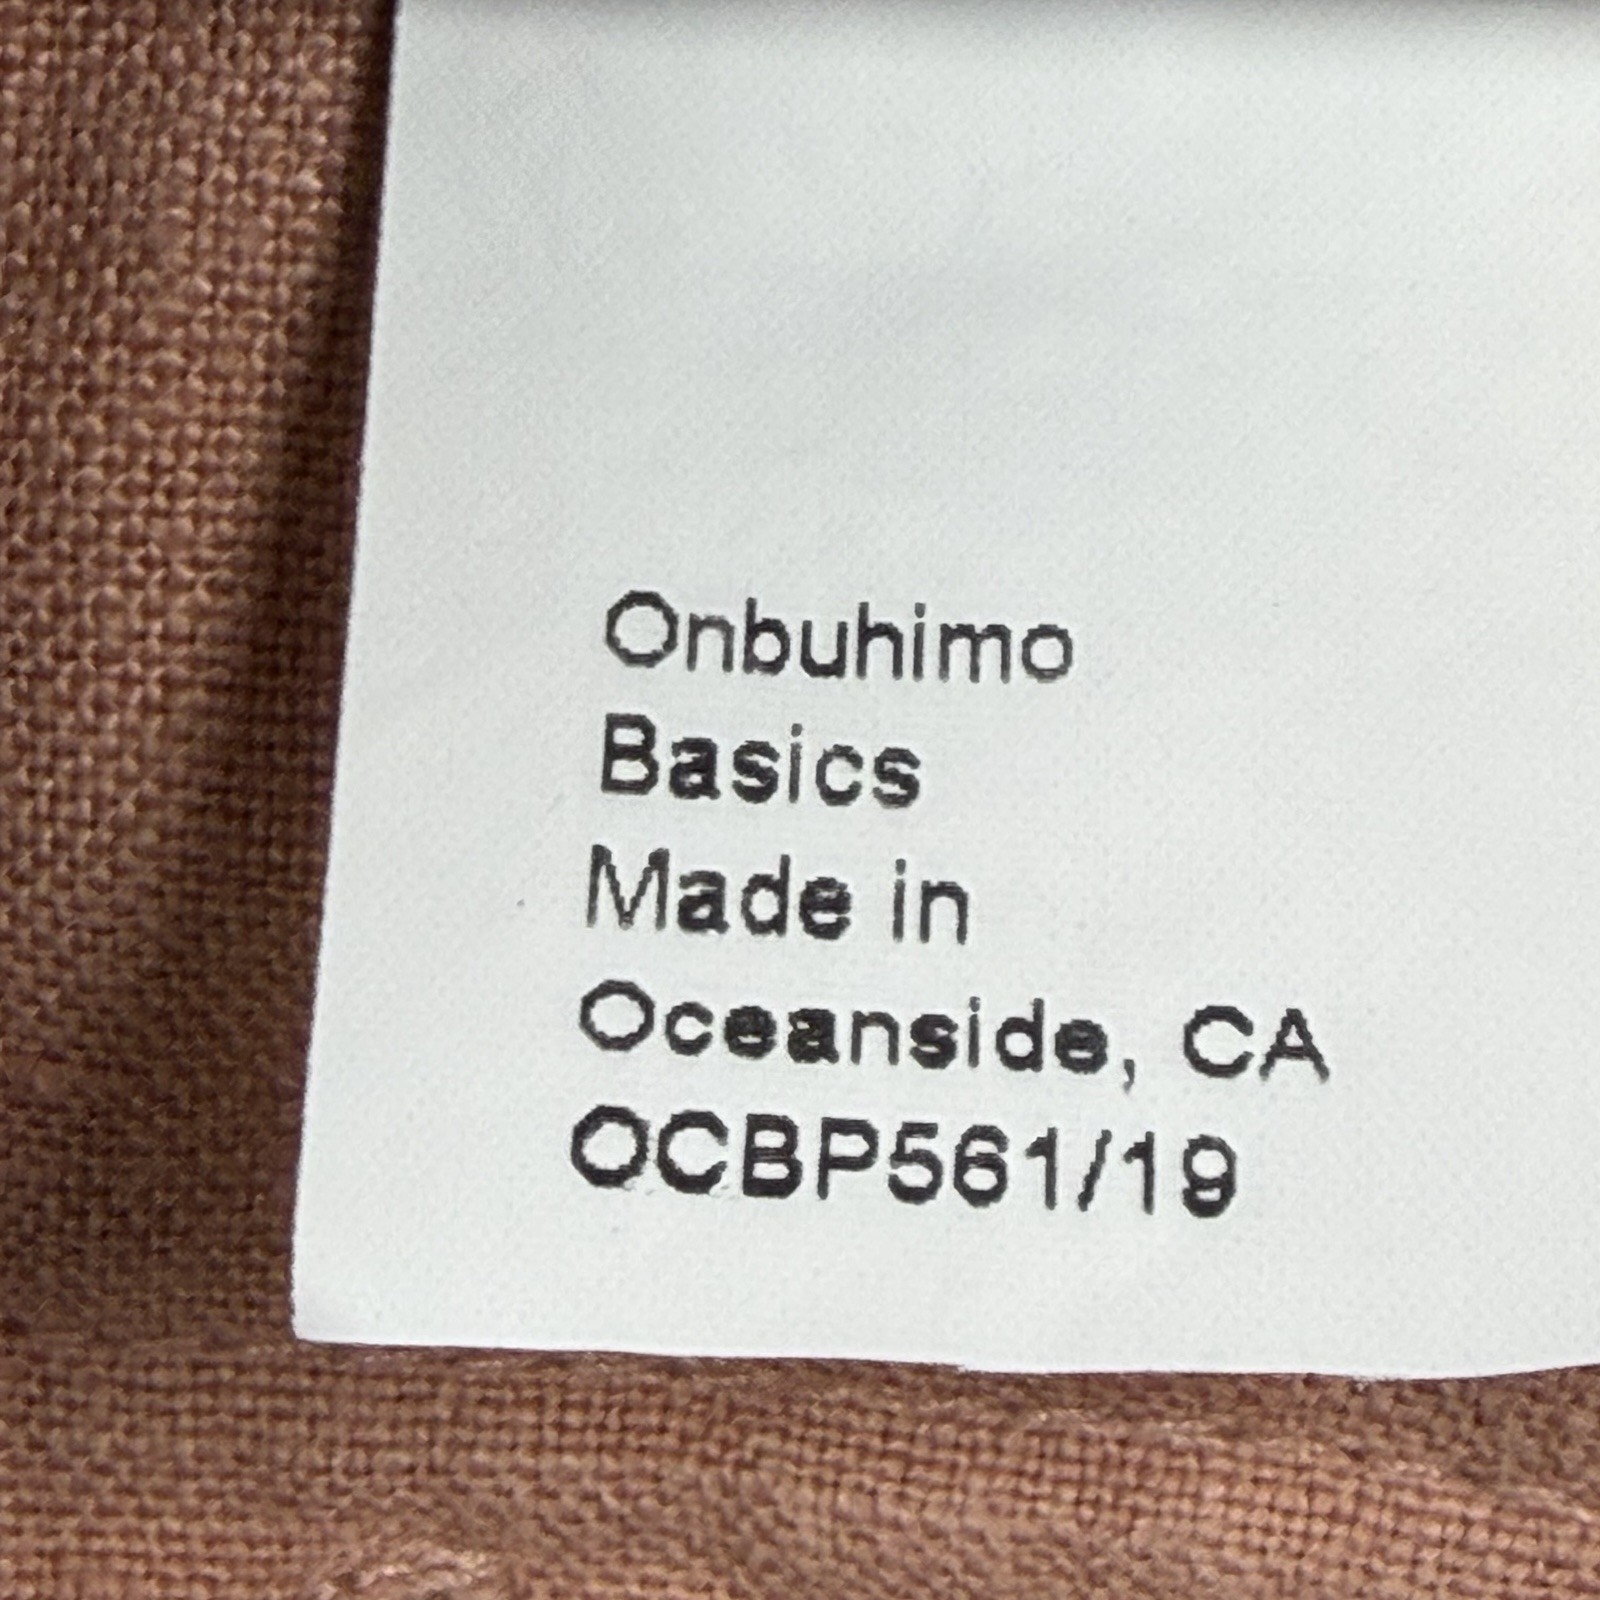 Onbuhimo
Basics
Made in
Oceanside, CA
OCBP561/19